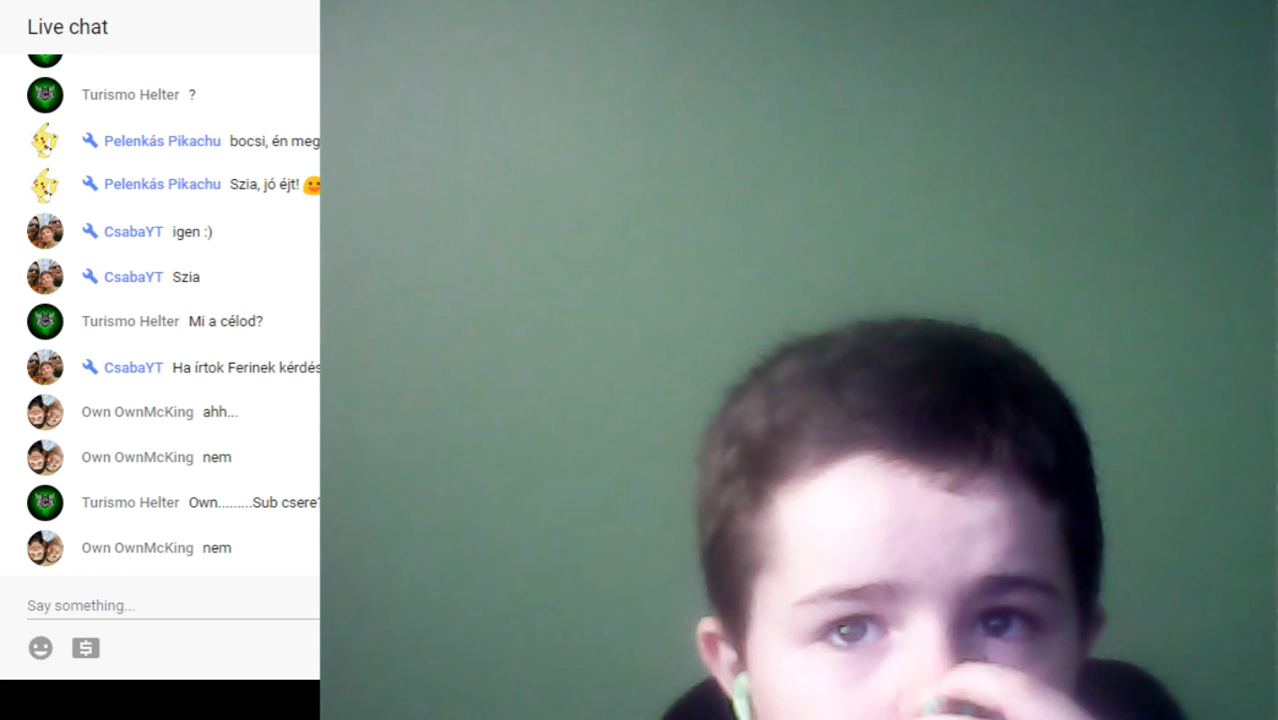 Live chat
Turismo Helter ?
Pelenkás Pikachu bocsi, én meg
Pelenkás Pikachu Szia, jó éjt!
CsabaYT igen :)
CsabaYT Szia
Turismo Helter Mi a célod?
CsabaYT Ha írtok Ferinek kérdés
Own OwnMcKing ahh...
Own OwnMcKing nem
Turismo Helter Own.........Sub csere?
Own OwnMcKing nem
Say something...
$